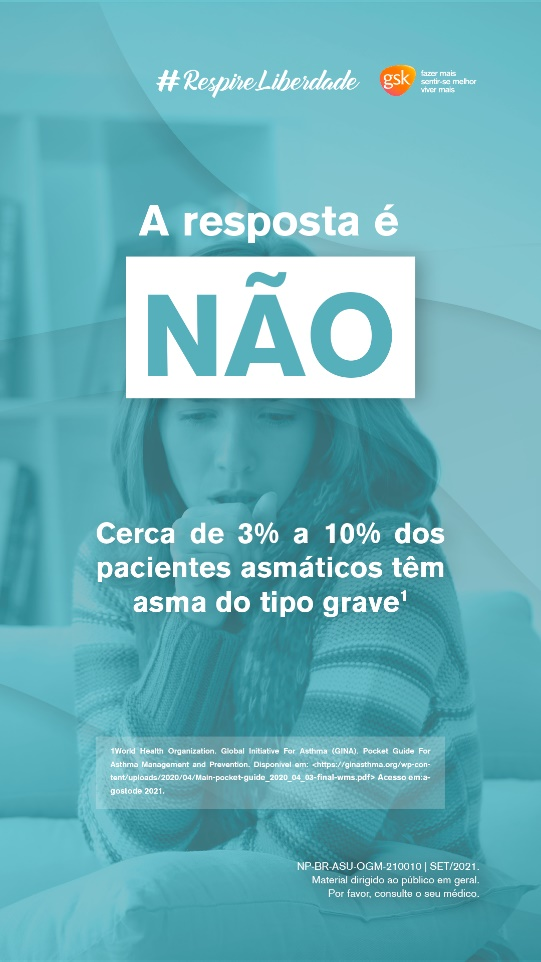 #RespireLiberdade
gsk
fazer mais
sentir-se melhor
viver mais
A resposta é
NÃO
Cerca de 3% a 10% dos
pacientes asmáticos têm
asma do tipo grave¹
1World Health Organization. Global Initiative For Asthma (GINA). Pocket Guide For
Asthma Management and Prevention. Disponível em: <https://ginasthma.org/wp-con-
tent/uploads/2020/04/Main-pocket-guide_2020_04_03-final-wms.pdf> Acesso em:a-
gostode 2021.
NP-BR-ASU-OGM-210010 | SET/2021.
Material dirigido ao público em geral.
Por favor, consulte o seu médico.